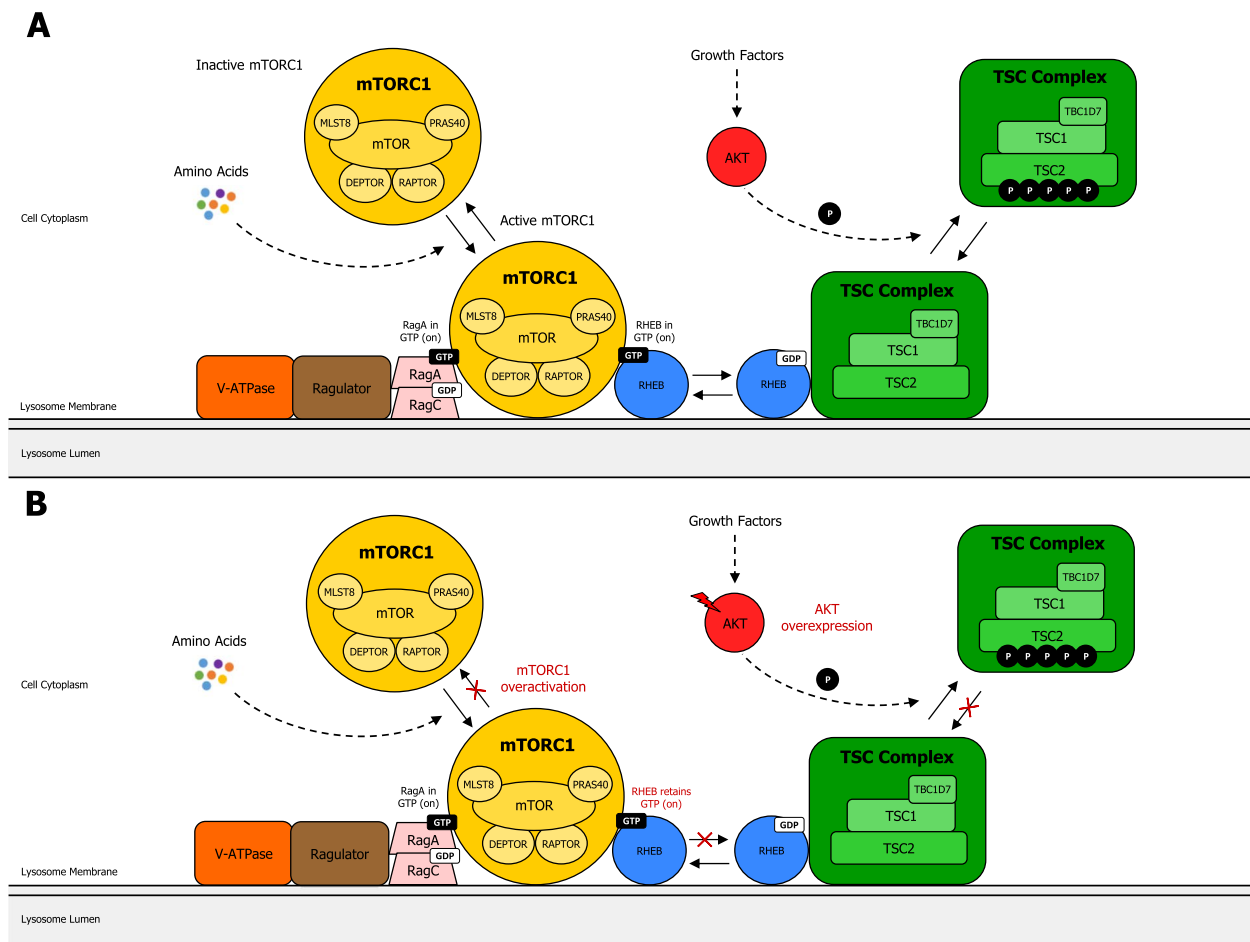 A
Inactive mTORC1
mTORC1
MLST8
PRAS40
mTOR
DEPTOR
RAPTOR
Growth Factors
AKT
P
TSC Complex
TBC1D7
TSC1
TSC2
P P P P P
Amino Acids
Cell Cytoplasm
Active mTORC1
mTORC1
MLST8
PRAS40
mTOR
DEPTOR
RAPTOR
RagA in
GTP (on)
GTP
RagA
GDP
RagC
RHEB in
GTP (on)
GTP
RHEB
GDP
RHEB
TSC Complex
TBC1D7
TSC1
TSC2
V-ATPase
Ragulator
Lysosome Membrane
Lysosome Lumen
B
mTORC1
MLST8
PRAS40
mTOR
DEPTOR
RAPTOR
Growth Factors
AKT
AKT
overexpression
P
TSC Complex
TBC1D7
TSC1
TSC2
P P P P P
Amino Acids
Cell Cytoplasm
mTORC1
overactivation
mTORC1
MLST8
PRAS40
mTOR
DEPTOR
RAPTOR
RagA in
GTP (on)
GTP
RagA
GDP
RagC
RHEB retains
GTP (on)
GTP
RHEB
GDP
RHEB
TSC Complex
TBC1D7
TSC1
TSC2
V-ATPase
Ragulator
Lysosome Membrane
Lysosome Lumen